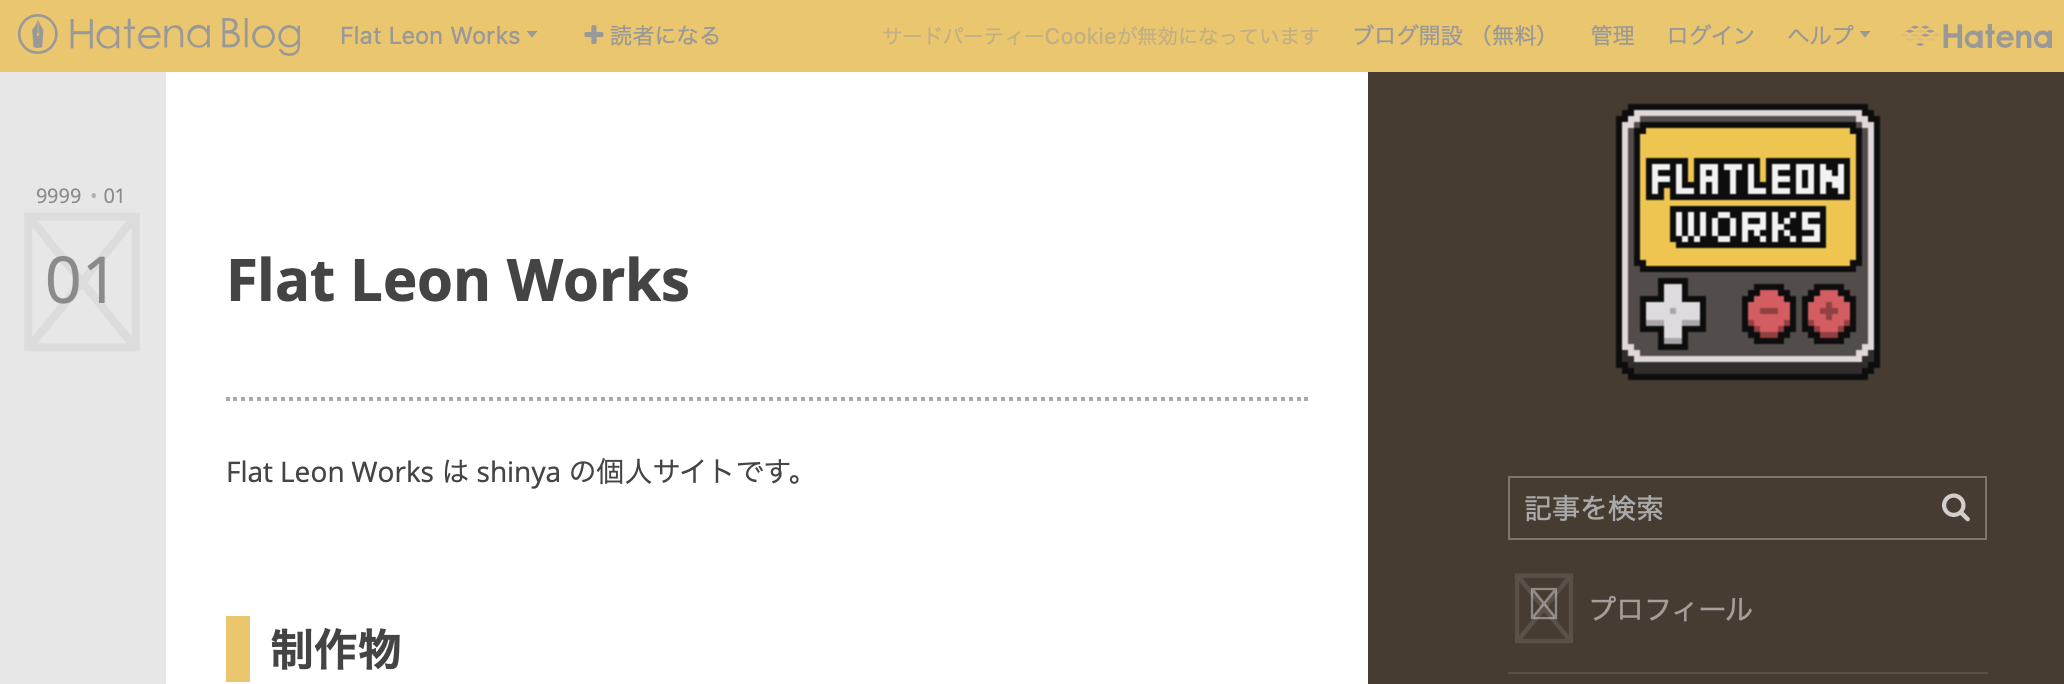 Hatena Blog Flat Leon Works 読者になる サードパーティーCookieが無効になっています ブログ開設 （無料） 管理 ログイン ヘルプ Hatena
9999 • 01
01
Flat Leon Works
Flat Leon Works は shinya の個人サイトです。
制作物
FLATLEON
WORKS
記事を検索
プロフィール